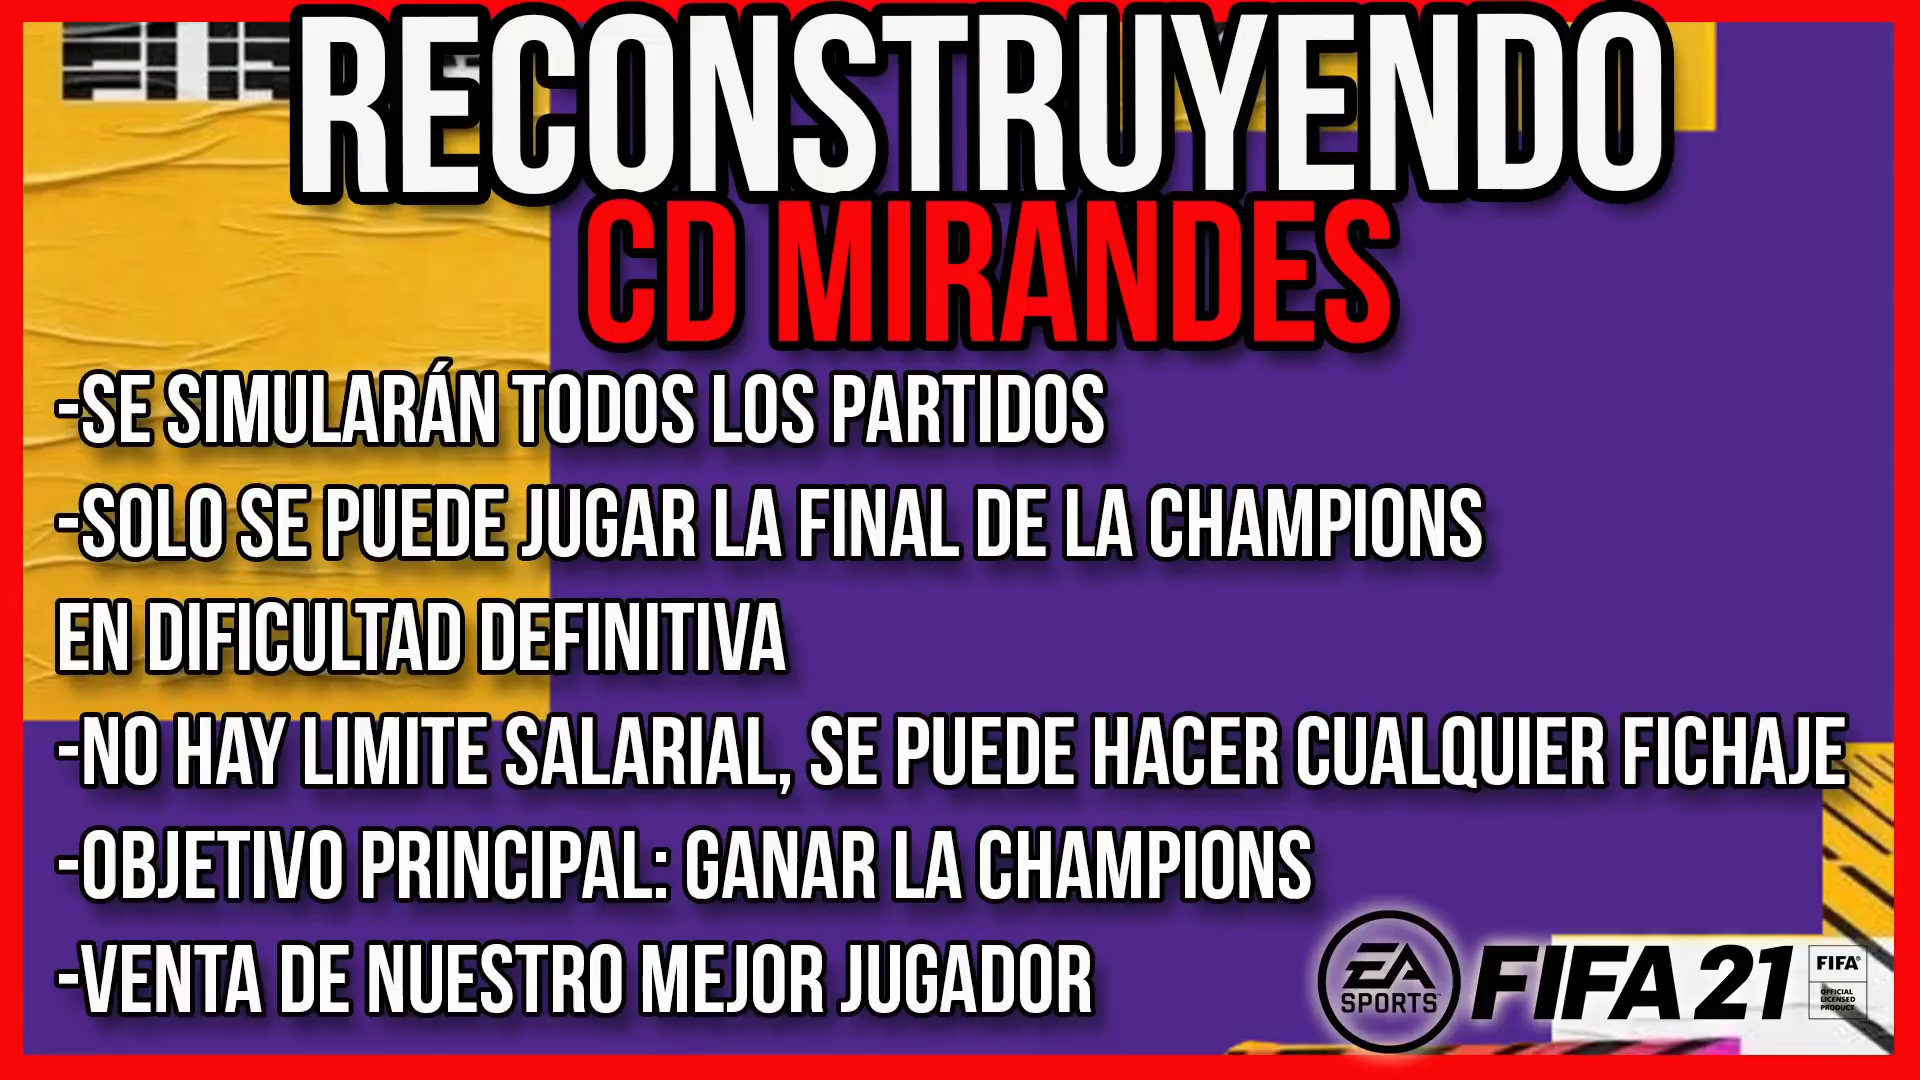 RECONSTRUYENDO
CD MIRANDES
-SE SIMULARÁN TODOS LOS PARTIDOS
-SOLO SE PUEDE JUGAR LA FINAL DE LA CHAMPIONS
EN DIFICULTAD DEFINITIVA
-NO HAY LIMITE SALARIAL, SE PUEDE HACER CUALQUIER FICHAJE
-OBJETIVO PRINCIPAL: GANAR LA CHAMPIONS
-VENTA DE NUESTRO MEJOR JUGADOR
EA
SPORTS™
FIFA 21
FIFA®
OFFICIAL
LICENSED
PRODUCT